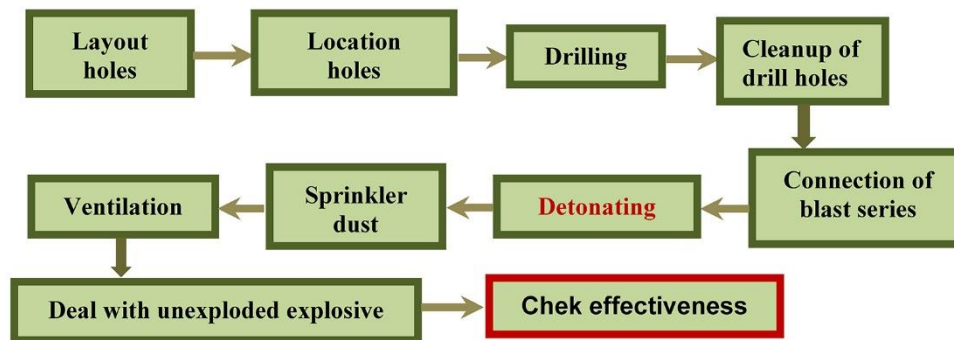 Layout
holes
Location
holes
Drilling
Cleanup of
drill holes
Connection of
blast series
Detonating
Sprinkler
dust
Ventilation
Deal with unexploded explosive
Chek effectiveness